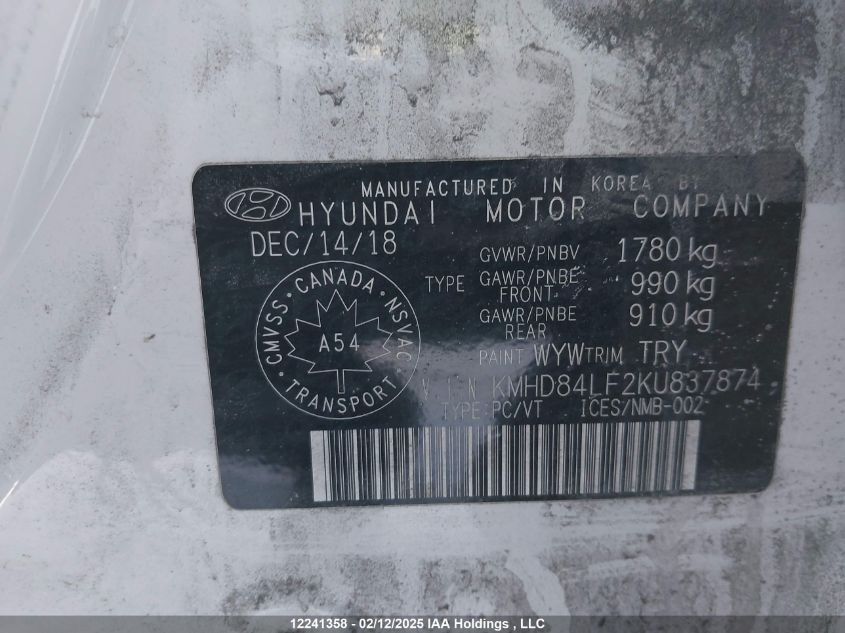 MANUFACTURED IN KOREA BY
HYUNDAI MOTOR COMPANY
DEC/14/18
GVWR/PNBV 1780 kg
TYPE GAWR/PNBE FRONT 990 kg
GAWR/PNBE REAR 910 kg
PAINT WYW TRIM TRY
CMVSS · CANADA · NSVAC
A54
TRANSPORT
V I N KMHD84LF2KU837874
TYPE:PC/VT ICES/NMB-002
12241358 - 02/12/2025 IAA Holdings, LLC